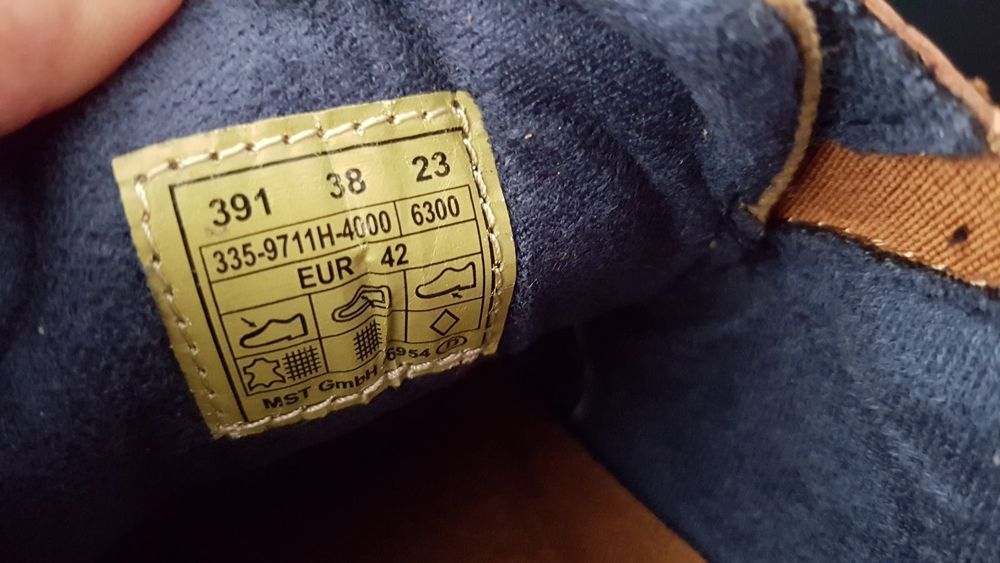 391 38 23
335-9711H-4000 6300
EUR 42
6954 P
MST GmbH